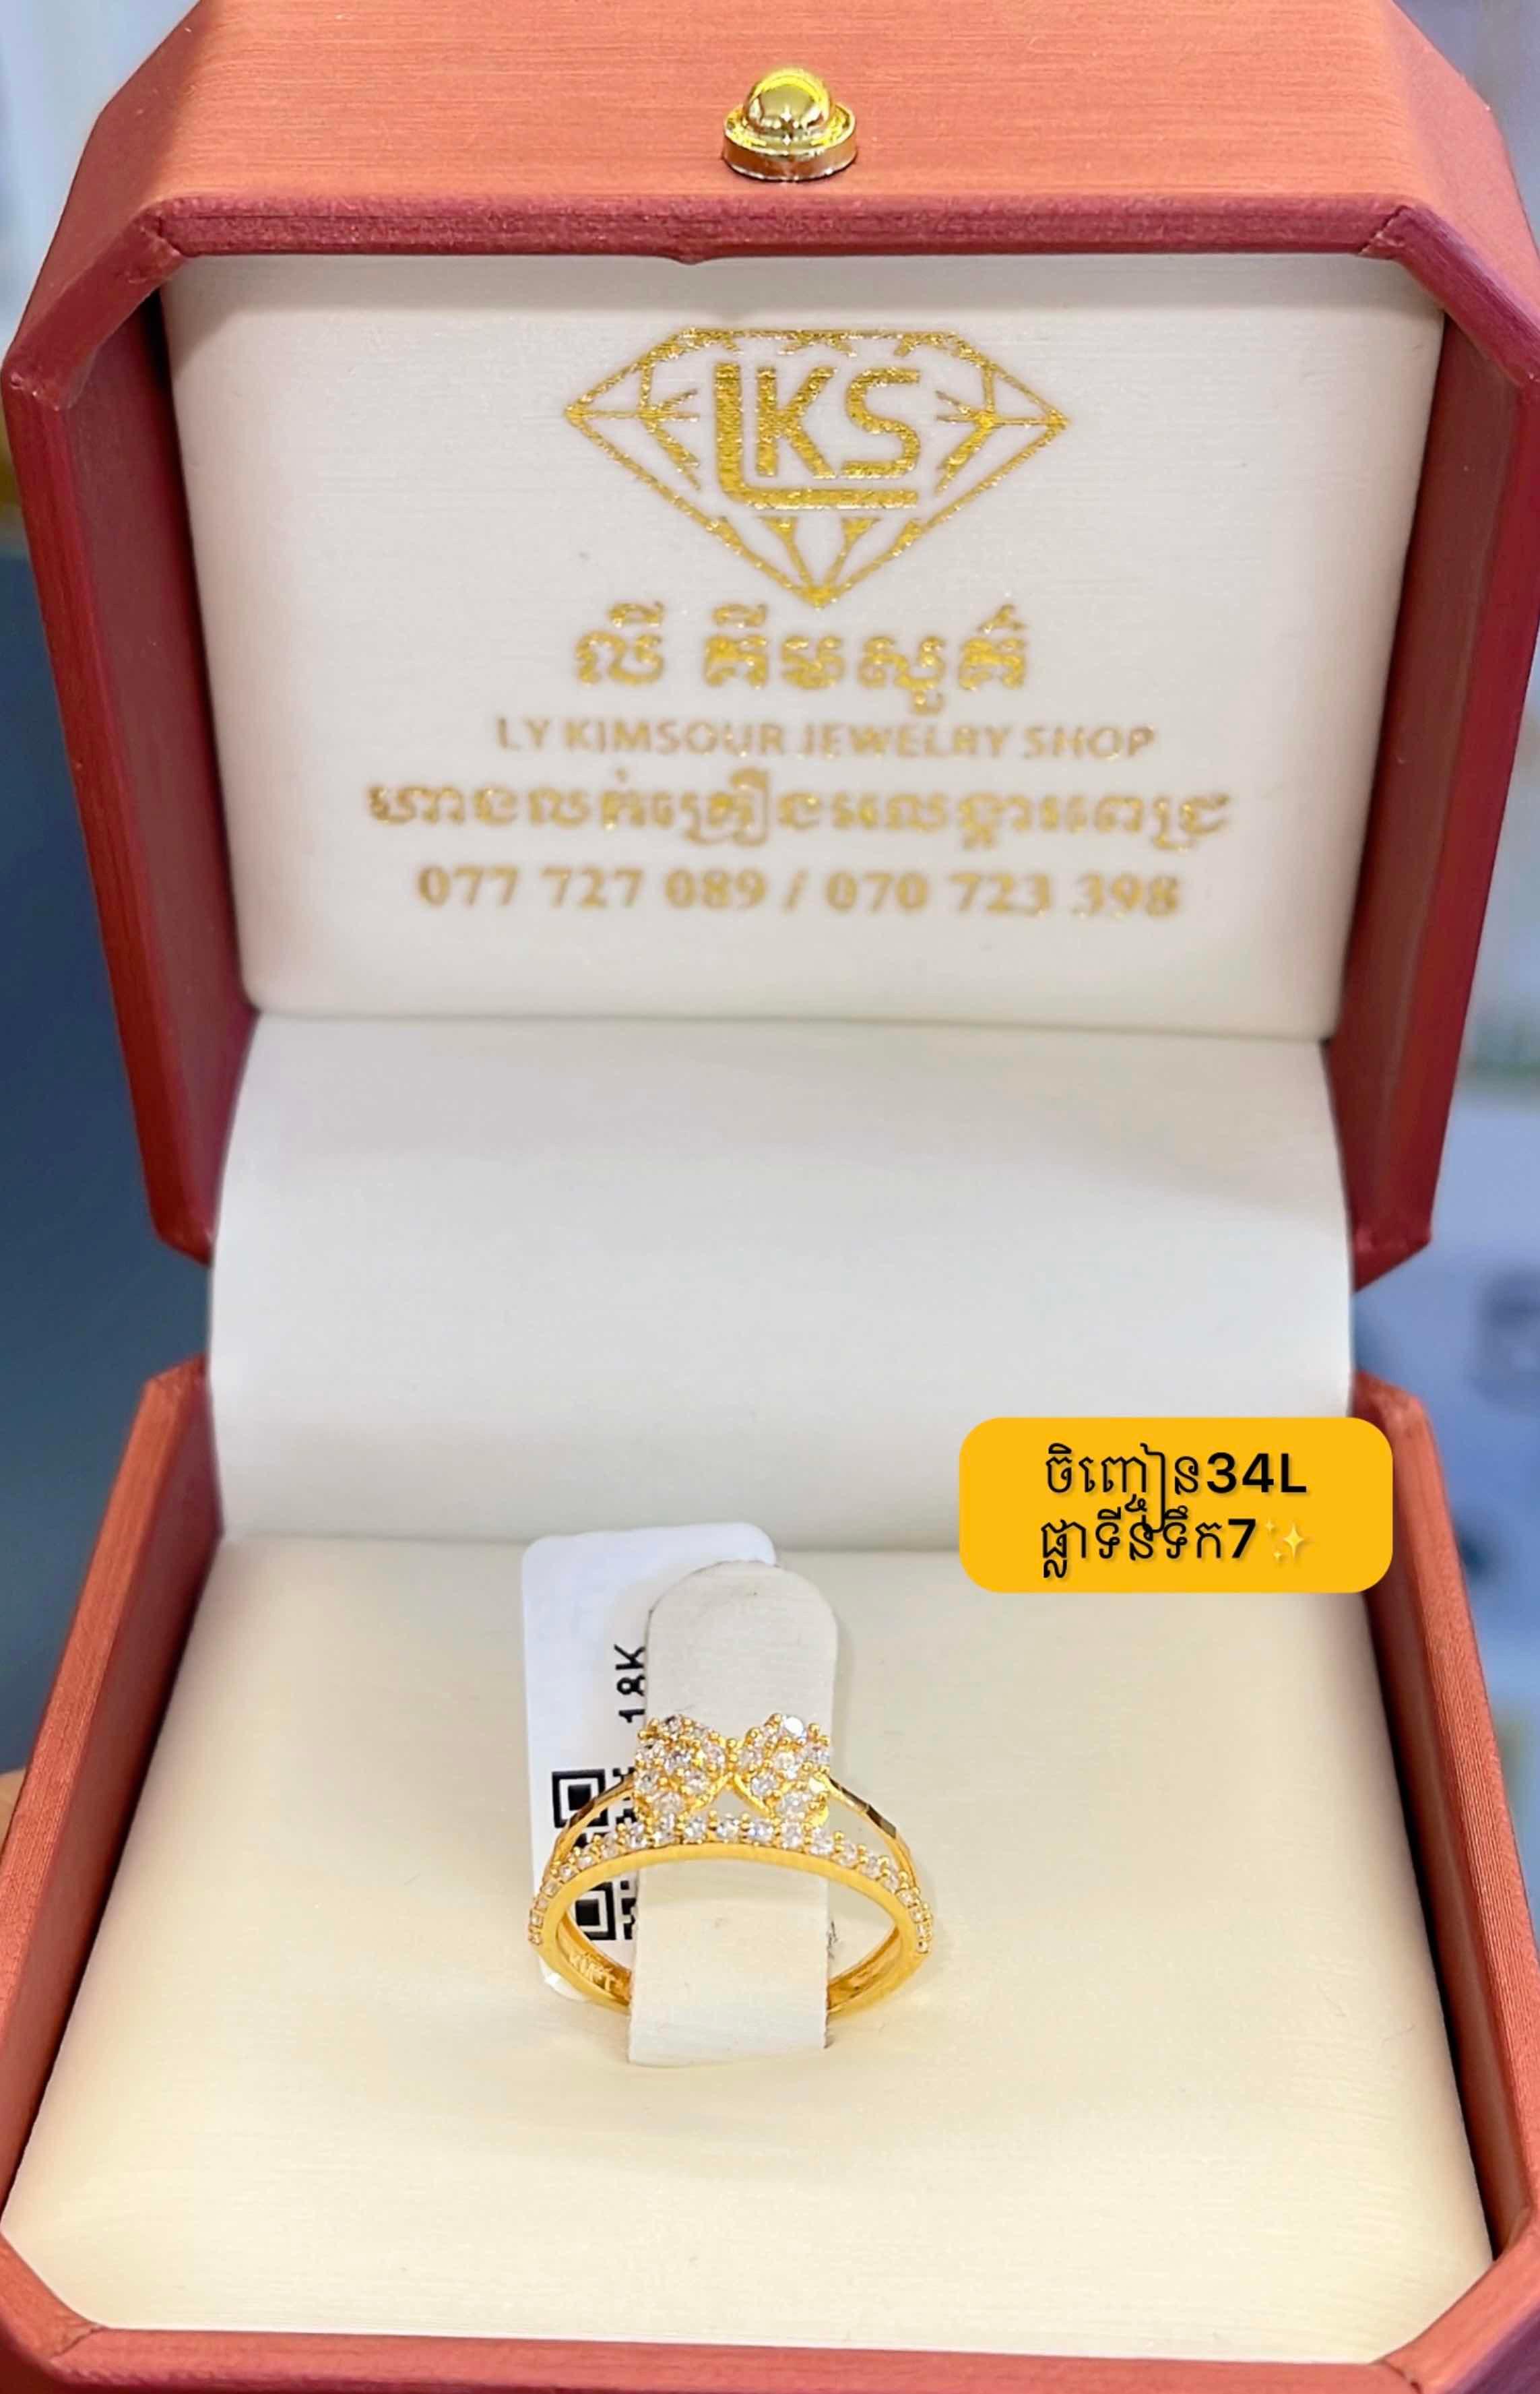 LKS
លី គីមសួគ៌
LY KIMSOUR JEWELRY SHOP
ហាងលក់គ្រឿងអលង្ការពេជ្រ
077 727 089 / 070 723 398
ចិញ្ចៀន34L
ផ្លាទីនទឹក7✨
18K